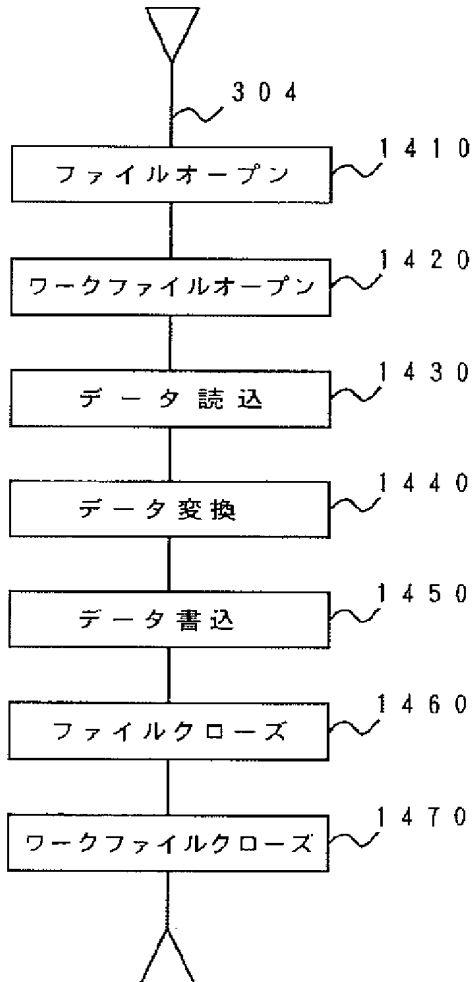 304
1410
ファイルオープン
1420
ワークファイルオープン
1430
データ読込
1440
データ変換
1450
データ書込
1460
ファイルクローズ
1470
ワークファイルクローズ